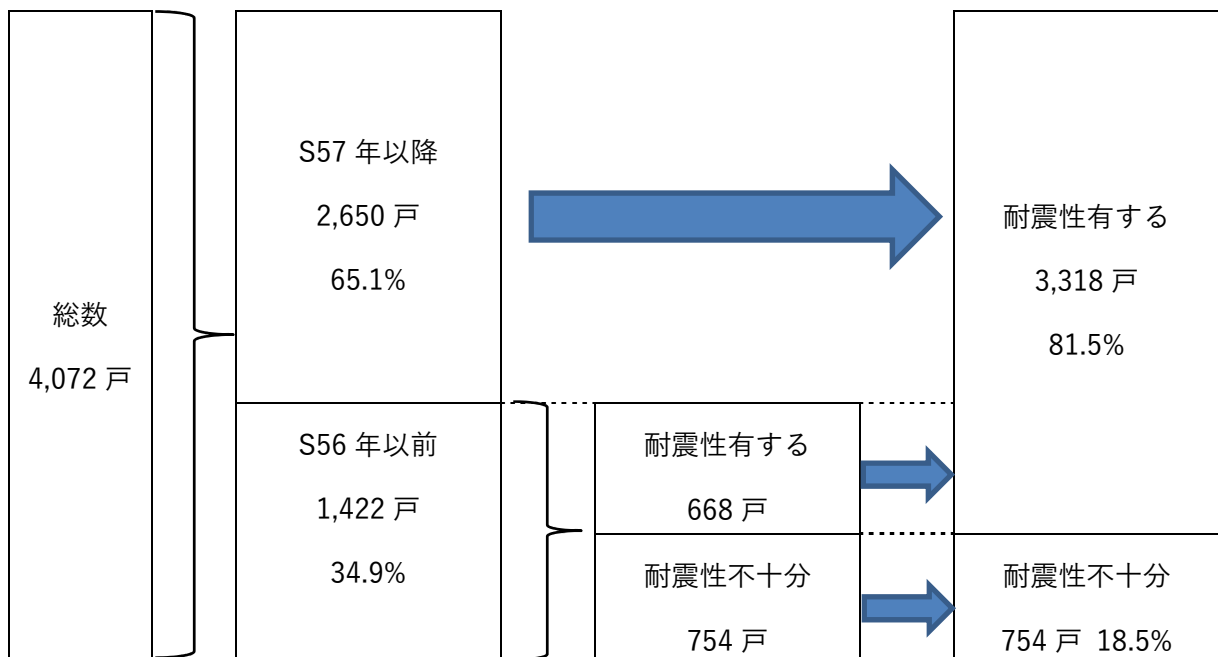 総数
4,072 戸
S57 年以降
2,650 戸
65.1%
S56 年以前
1,422 戸
34.9%
耐震性有する
668 戸
耐震性不十分
754 戸
耐震性有する
3,318 戸
81.5%
耐震性不十分
754 戸 18.5%